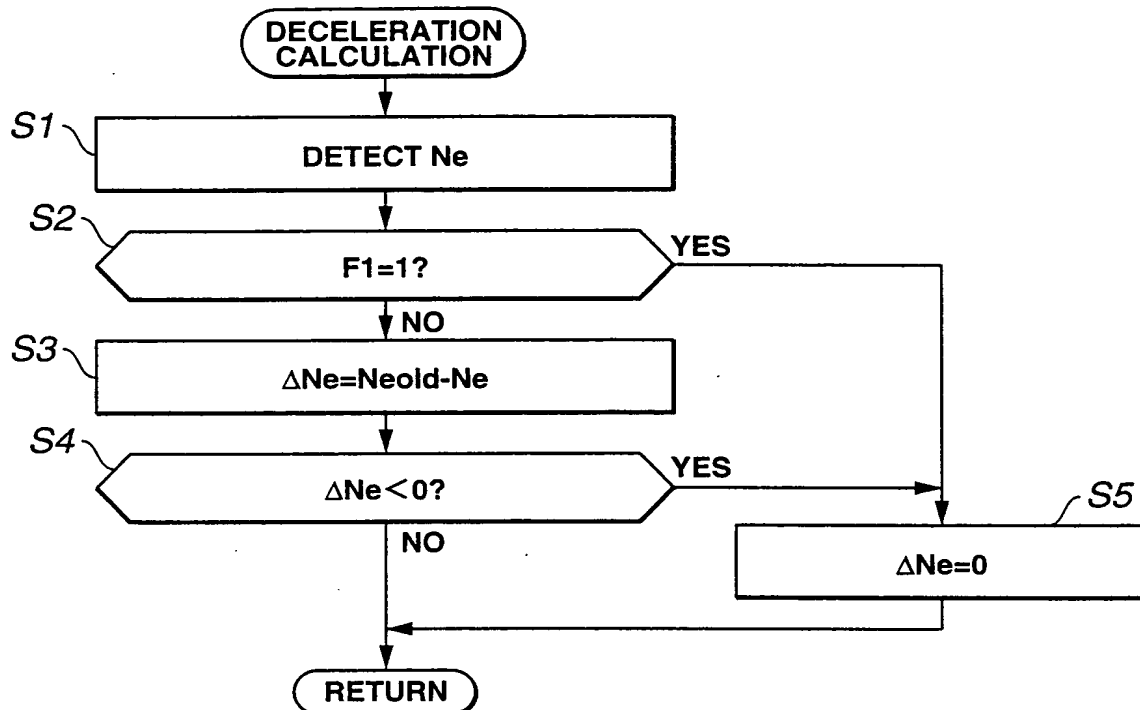 DECELERATION
CALCULATION
S1
DETECT Ne
S2
F1=1?
YES
NO
S3
ΔNe=Neold-Ne
S4
ΔNe<0?
YES
NO
S5
ΔNe=0
RETURN